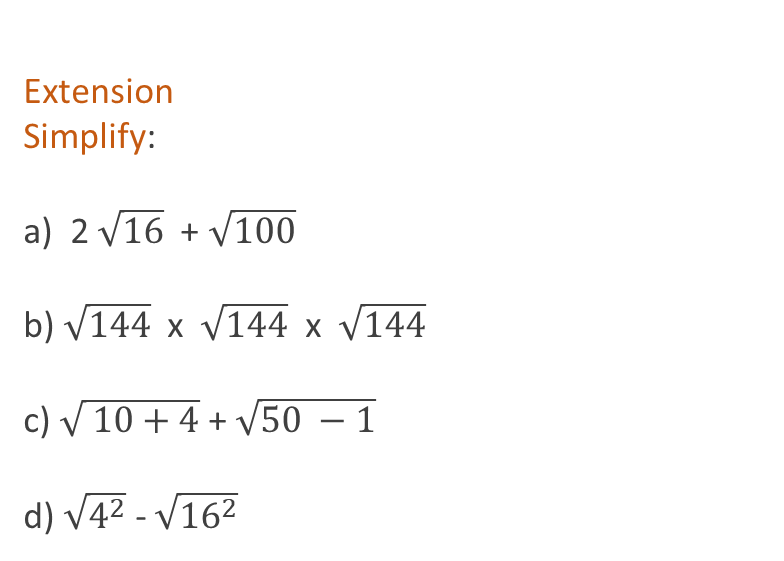 Extension
Simplify:
a) 2 √16 + √100
b) √144 x √144 x √144
c) √10 + 4 + √50 − 1
d) √4² - √16²